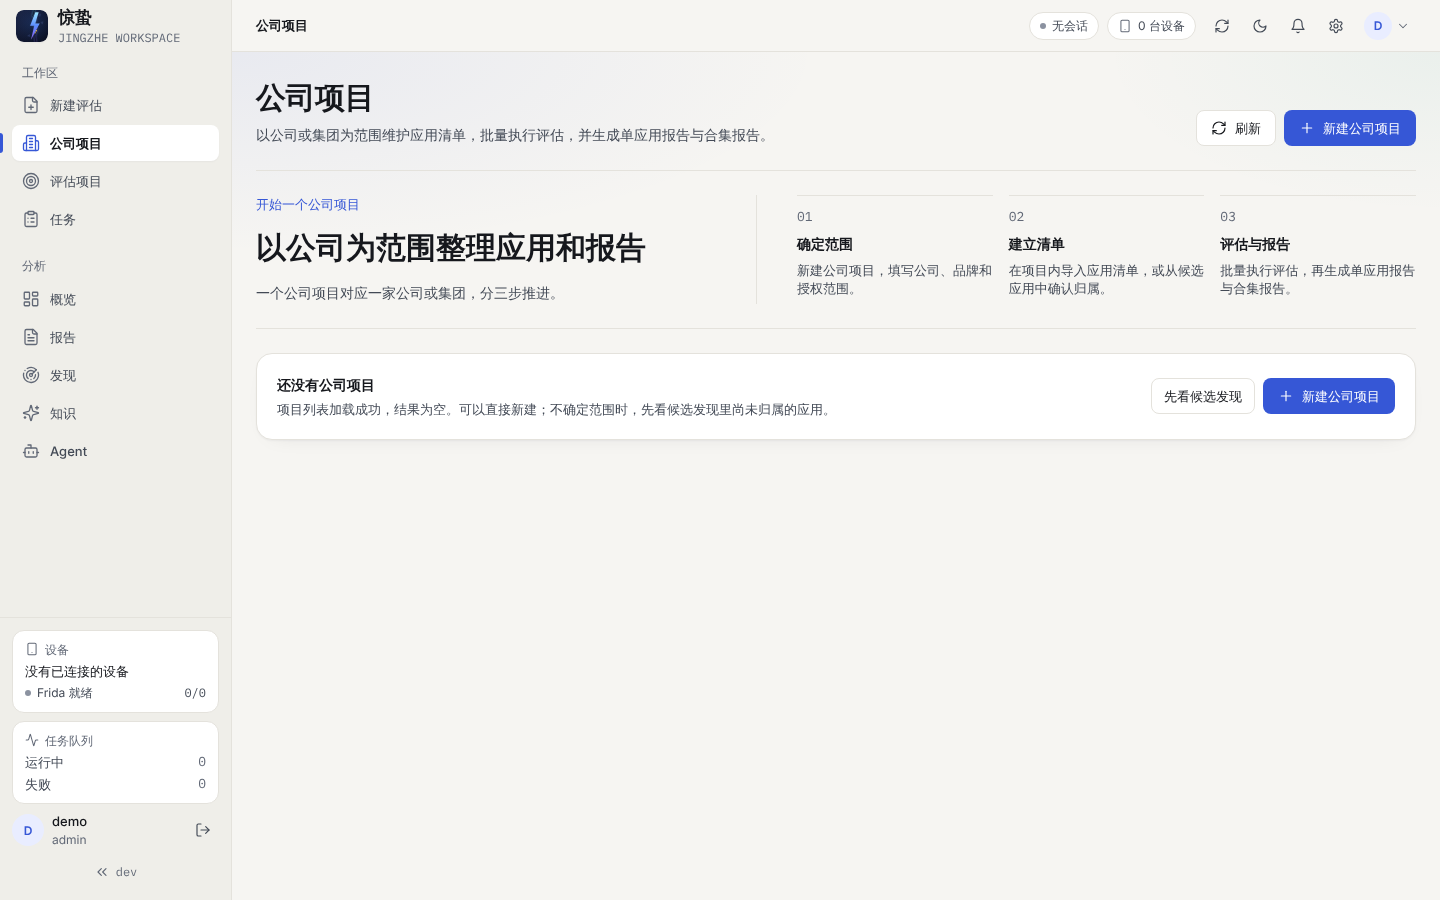 惊蛰
JINGZHE WORKSPACE
工作区
新建评估
公司项目
评估项目
任务
分析
概览
报告
发现
知识
Agent
设备
没有已连接的设备
Frida 就绪 0/0
任务队列
运行中 0
失败 0
D
demo
admin
dev
公司项目
无会话
0 台设备
D
公司项目
以公司或集团为范围维护应用清单，批量执行评估，并生成单应用报告与合集报告。
刷新
新建公司项目
开始一个公司项目
以公司为范围整理应用和报告
一个公司项目对应一家公司或集团，分三步推进。
01
确定范围
新建公司项目，填写公司、品牌和
授权范围。
02
建立清单
在项目内导入应用清单，或从候选
应用中确认归属。
03
评估与报告
批量执行评估，再生成单应用报告
与合集报告。
还没有公司项目
项目列表加载成功，结果为空。可以直接新建；不确定范围时，先看候选发现里尚未归属的应用。
先看候选发现
新建公司项目